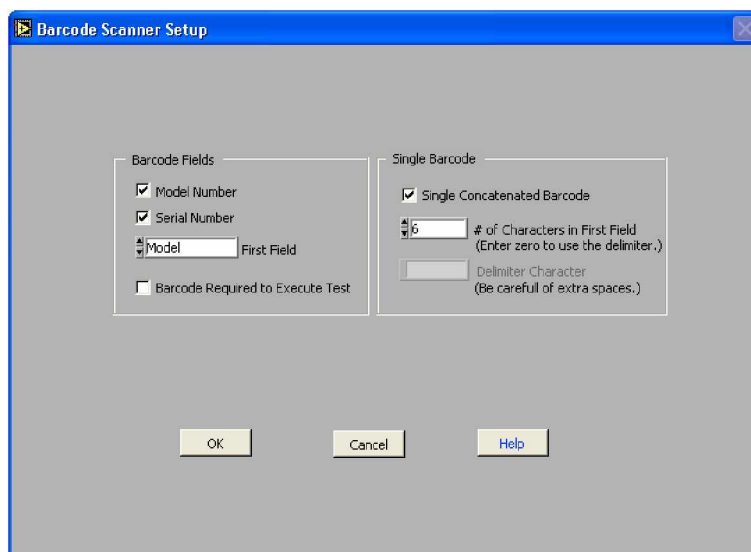 Barcode Scanner Setup
Barcode Fields
Model Number
Serial Number
Model First Field
Barcode Required to Execute Test
Single Barcode
Single Concatenated Barcode
6 # of Characters in First Field
(Enter zero to use the delimiter.)
Delimiter Character
(Be carefull of extra spaces.)
OK Cancel Help